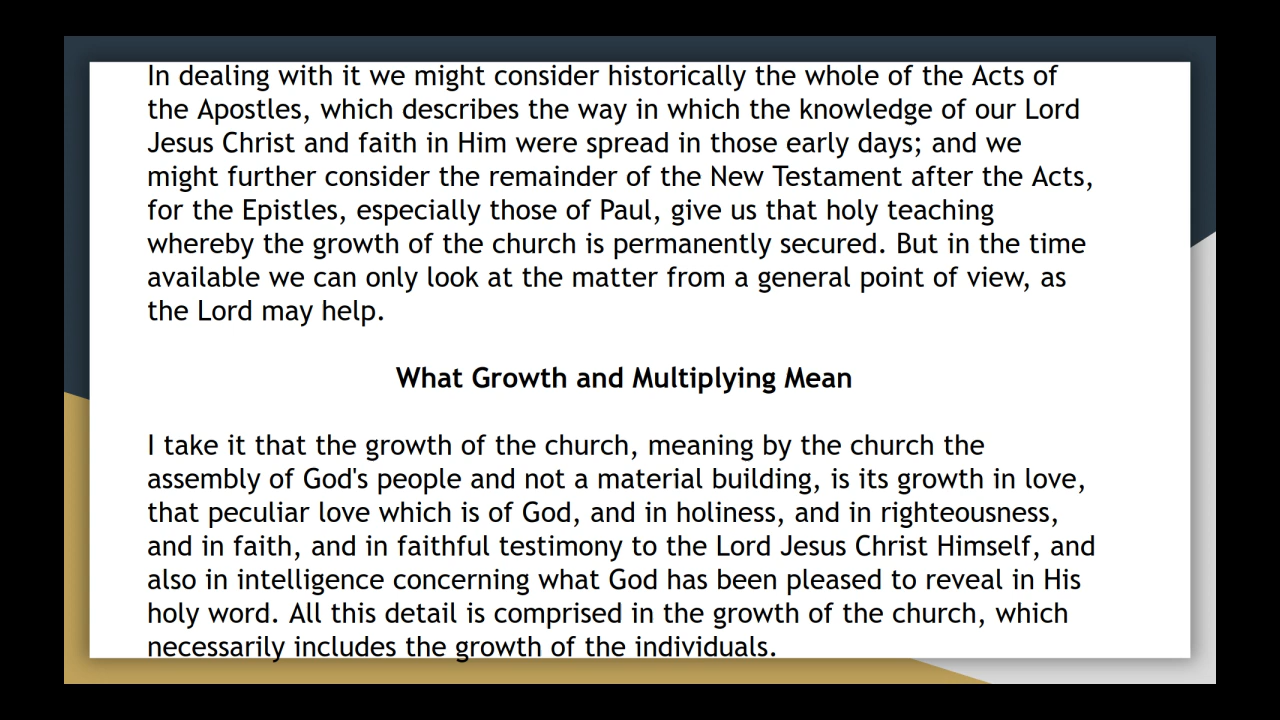 In dealing with it we might consider historically the whole of the Acts of
the Apostles, which describes the way in which the knowledge of our Lord
Jesus Christ and faith in Him were spread in those early days; and we
might further consider the remainder of the New Testament after the Acts,
for the Epistles, especially those of Paul, give us that holy teaching
whereby the growth of the church is permanently secured. But in the time
available we can only look at the matter from a general point of view, as
the Lord may help.
What Growth and Multiplying Mean
I take it that the growth of the church, meaning by the church the
assembly of God's people and not a material building, is its growth in love,
that peculiar love which is of God, and in holiness, and in righteousness,
and in faith, and in faithful testimony to the Lord Jesus Christ Himself, and
also in intelligence concerning what God has been pleased to reveal in His
holy word. All this detail is comprised in the growth of the church, which
necessarily includes the growth of the individuals.